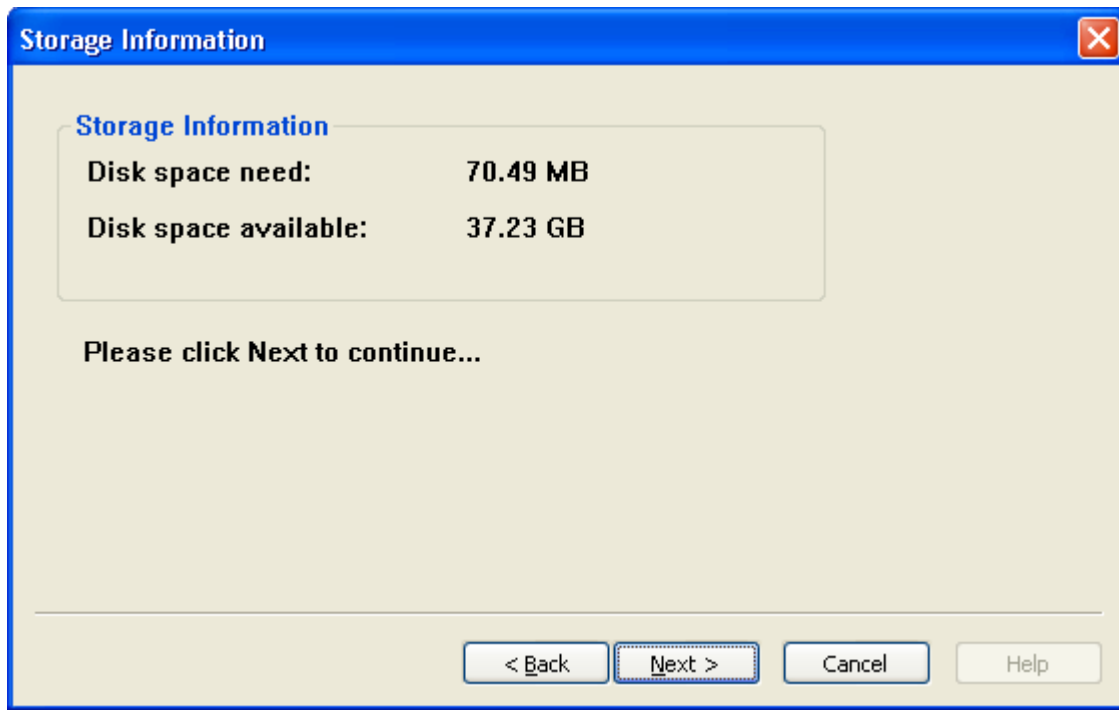 Storage Information
Storage Information
Disk space need: 70.49 MB
Disk space available: 37.23 GB
Please click Next to continue...
< Back Next > Cancel Help